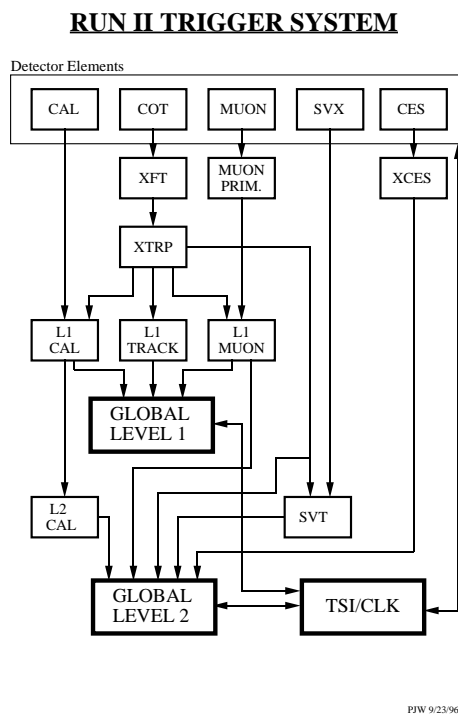 RUN II TRIGGER SYSTEM
Detector Elements
CAL
COT
MUON
SVX
CES
XFT
MUON
PRIM.
XCES
XTRP
L1
CAL
L1
TRACK
L1
MUON
GLOBAL
LEVEL 1
L2
CAL
SVT
GLOBAL
LEVEL 2
TSI/CLK
PJW 9/23/96